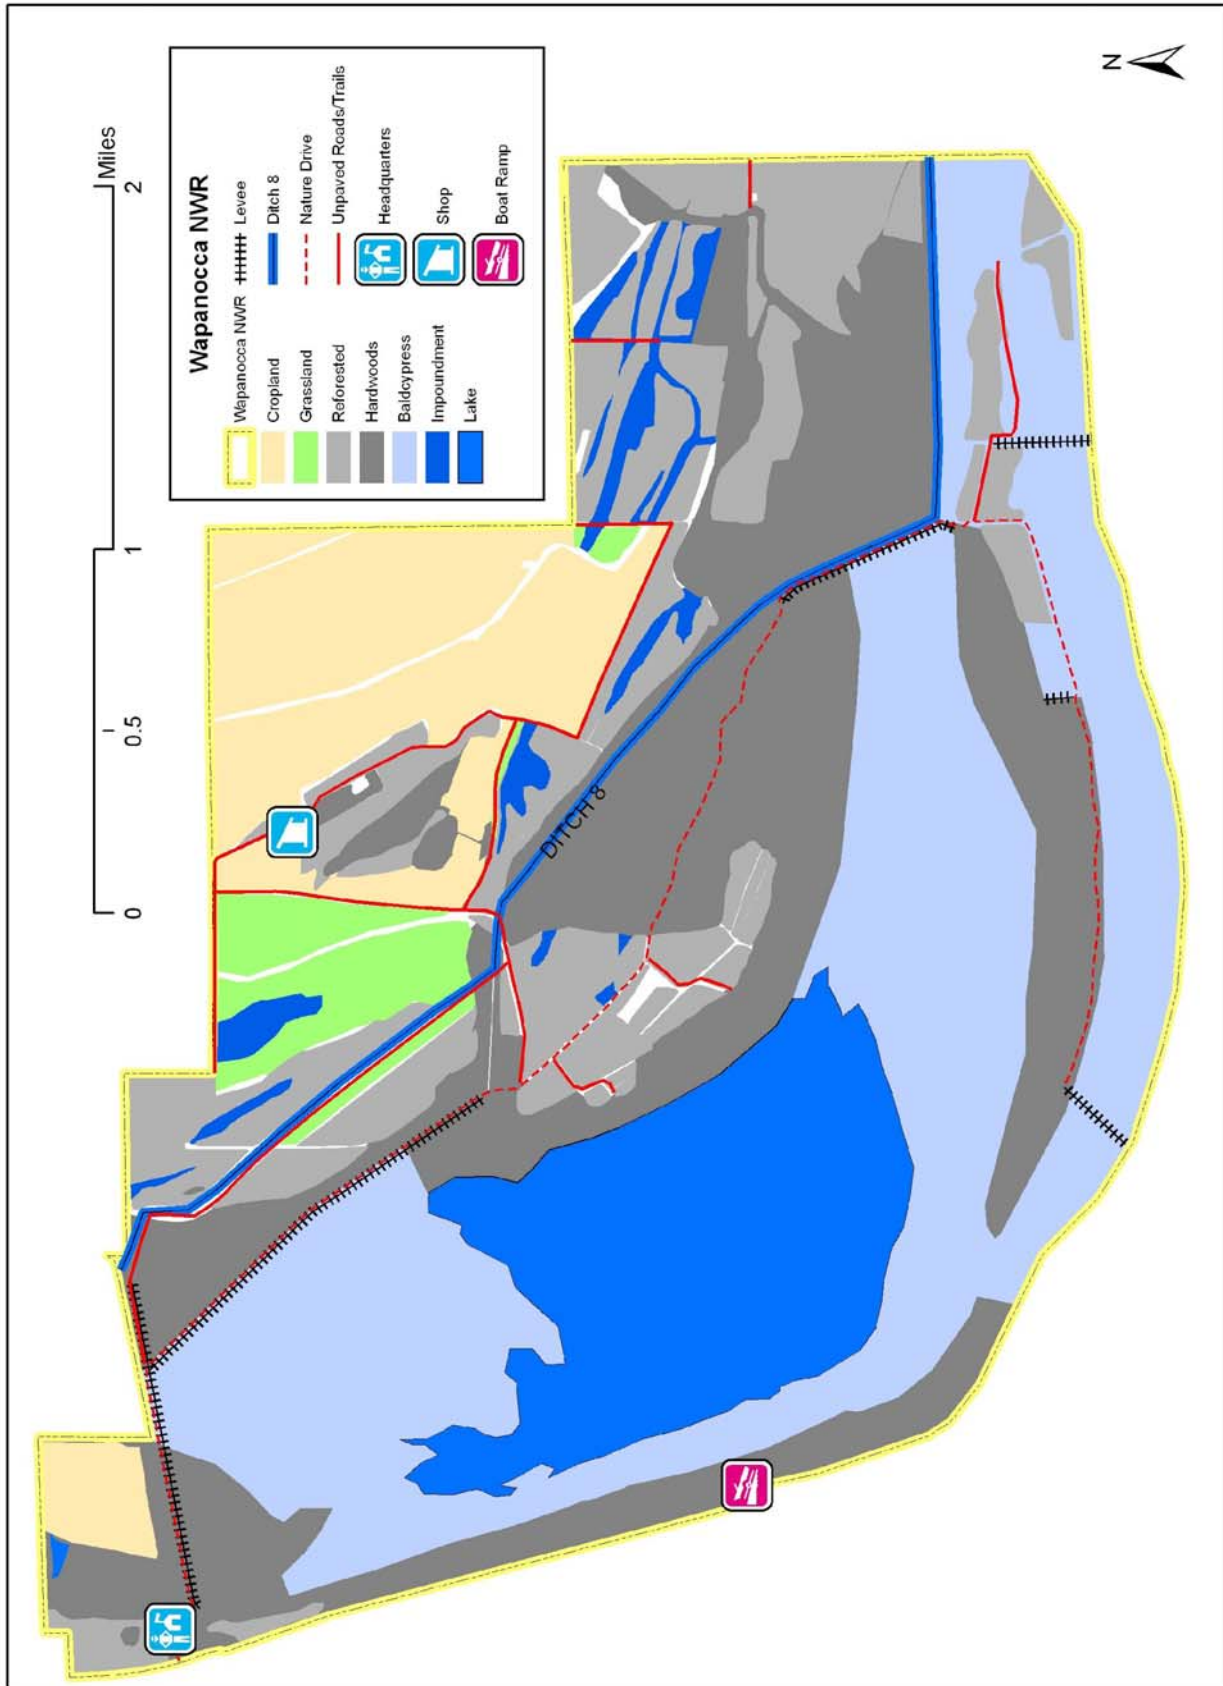 Wapanocca NWR
Wapanocca NWR
Cropland
Grassland
Reforested
Hardwoods
Baldcypress
Impoundment
Lake
Levee
Ditch 8
Nature Drive
Unpaved Roads/Trails
Headquarters
Shop
Boat Ramp
0 0.5 1 2
Miles
DITCH 8
N